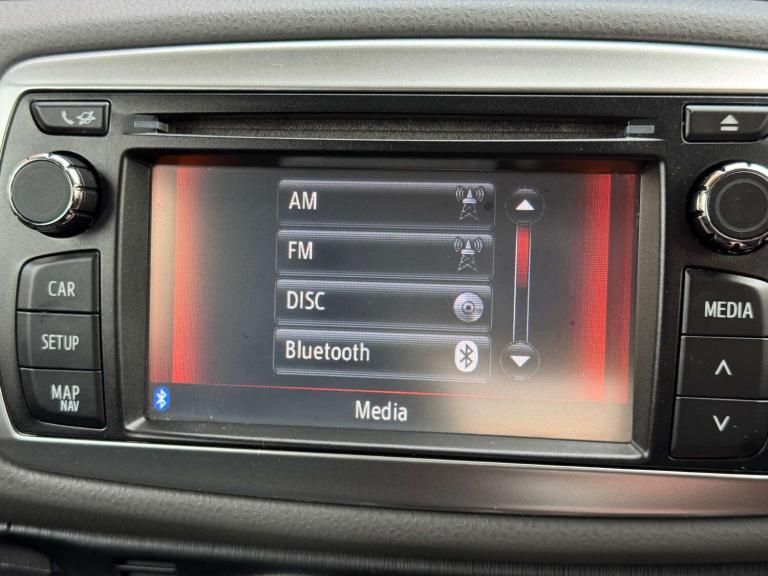 AM
FM
DISC
Bluetooth
Media
CAR
SETUP
MAP
NAV
MEDIA